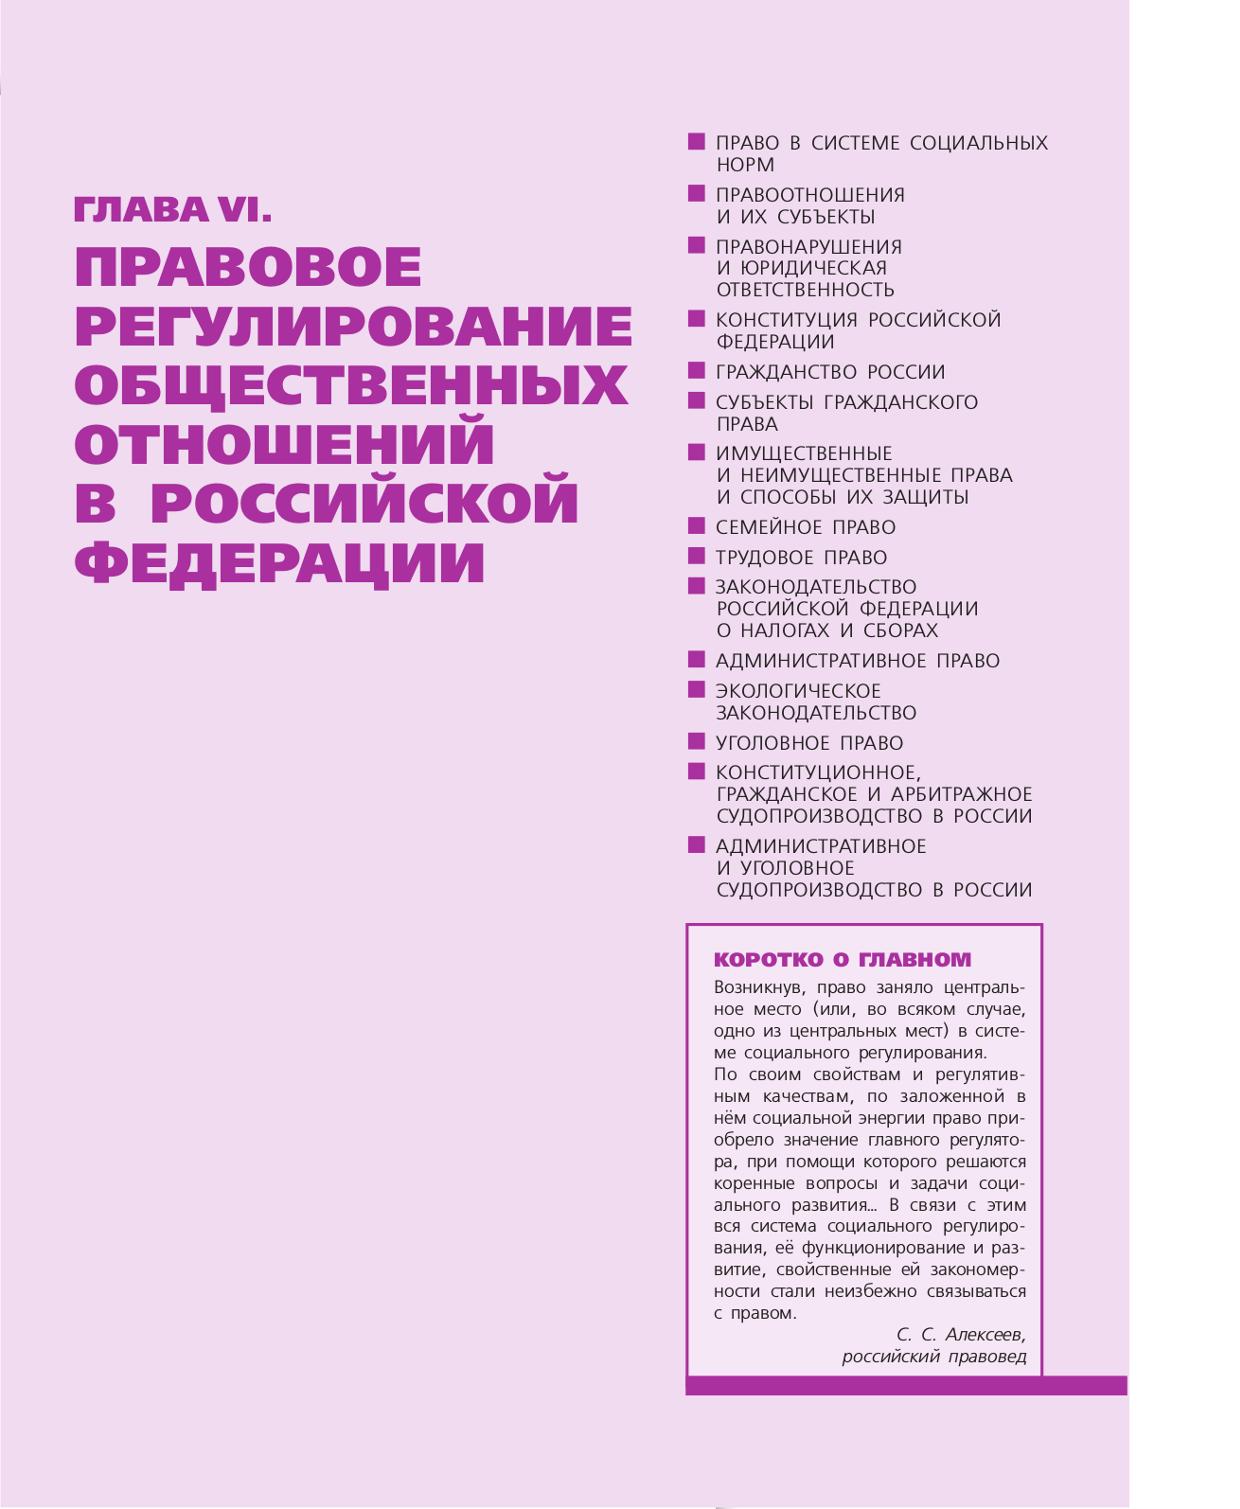 ГЛАВА VI.
ПРАВОВОЕ
РЕГУЛИРОВАНИЕ
ОБЩЕСТВЕННЫХ
ОТНОШЕНИЙ
В РОССИЙСКОЙ
ФЕДЕРАЦИИ
ПРАВО В СИСТЕМЕ СОЦИАЛЬНЫХ
НОРМ
ПРАВООТНОШЕНИЯ
И ИХ СУБЪЕКТЫ
ПРАВОНАРУШЕНИЯ
И ЮРИДИЧЕСКАЯ
ОТВЕТСТВЕННОСТЬ
КОНСТИТУЦИЯ РОССИЙСКОЙ
ФЕДЕРАЦИИ
ГРАЖДАНСТВО РОССИИ
СУБЪЕКТЫ ГРАЖДАНСКОГО
ПРАВА
ИМУЩЕСТВЕННЫЕ
И НЕИМУЩЕСТВЕННЫЕ ПРАВА
И СПОСОБЫ ИХ ЗАЩИТЫ
СЕМЕЙНОЕ ПРАВО
ТРУДОВОЕ ПРАВО
ЗАКОНОДАТЕЛЬСТВО
РОССИЙСКОЙ ФЕДЕРАЦИИ
О НАЛОГАХ И СБОРАХ
АДМИНИСТРАТИВНОЕ ПРАВО
ЭКОЛОГИЧЕСКОЕ
ЗАКОНОДАТЕЛЬСТВО
УГОЛОВНОЕ ПРАВО
КОНСТИТУЦИОННОЕ,
ГРАЖДАНСКОЕ И АРБИТРАЖНОЕ
СУДОПРОИЗВОДСТВО В РОССИИ
АДМИНИСТРАТИВНОЕ
И УГОЛОВНОЕ
СУДОПРОИЗВОДСТВО В РОССИИ
КОРОТКО О ГЛАВНОМ
Возникнув, право заняло централь-
ное место (или, во всяком случае,
одно из центральных мест) в систе-
ме социального регулирования.
По своим свойствам и регулятив-
ным качествам, по заложенной в
нём социальной энергии право при-
обрело значение главного регулято-
ра, при помощи которого решаются
коренные вопросы и задачи соци-
ального развития... В связи с этим
вся система социального регулиро-
вания, её функционирование и раз-
витие, свойственные ей закономер-
ности стали неизбежно связываться
с правом.
С. С. Алексеев,
российский правовед